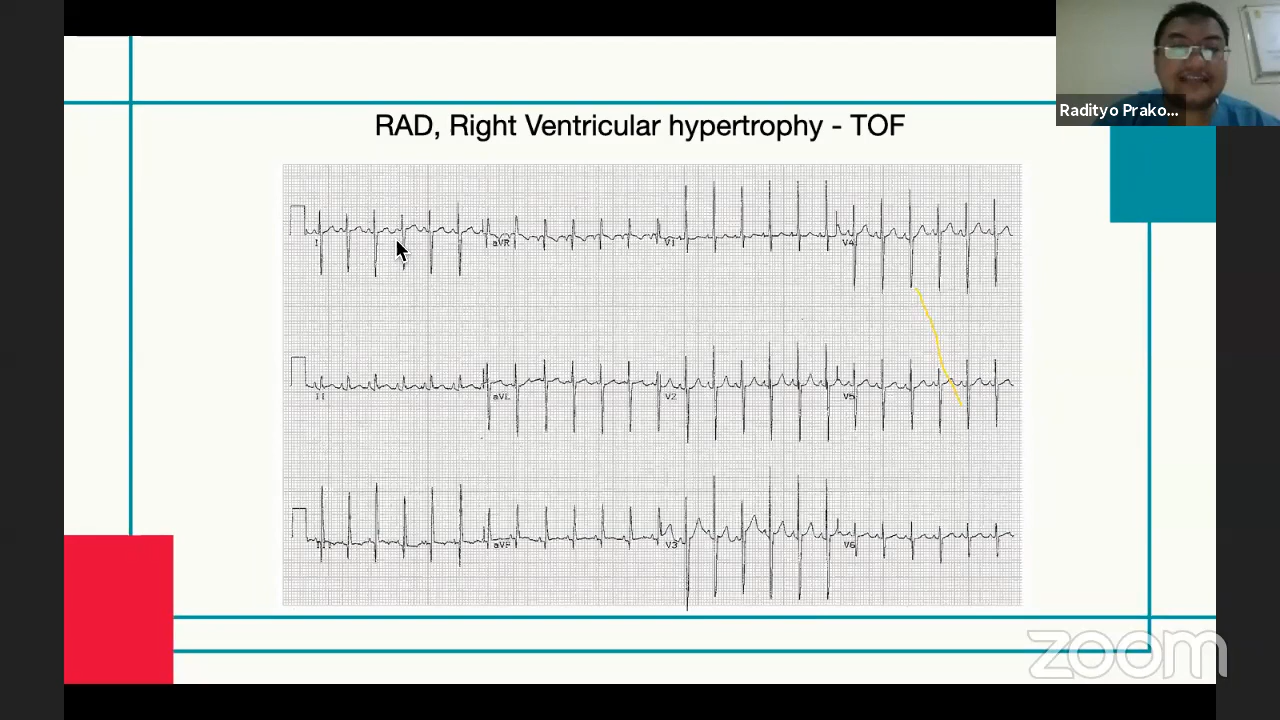 Radityo Prako...
RAD, Right Ventricular hypertrophy - TOF
I
aVR
V1
V4
II
aVL
V2
V5
III
aVF
V3
V6
zoom